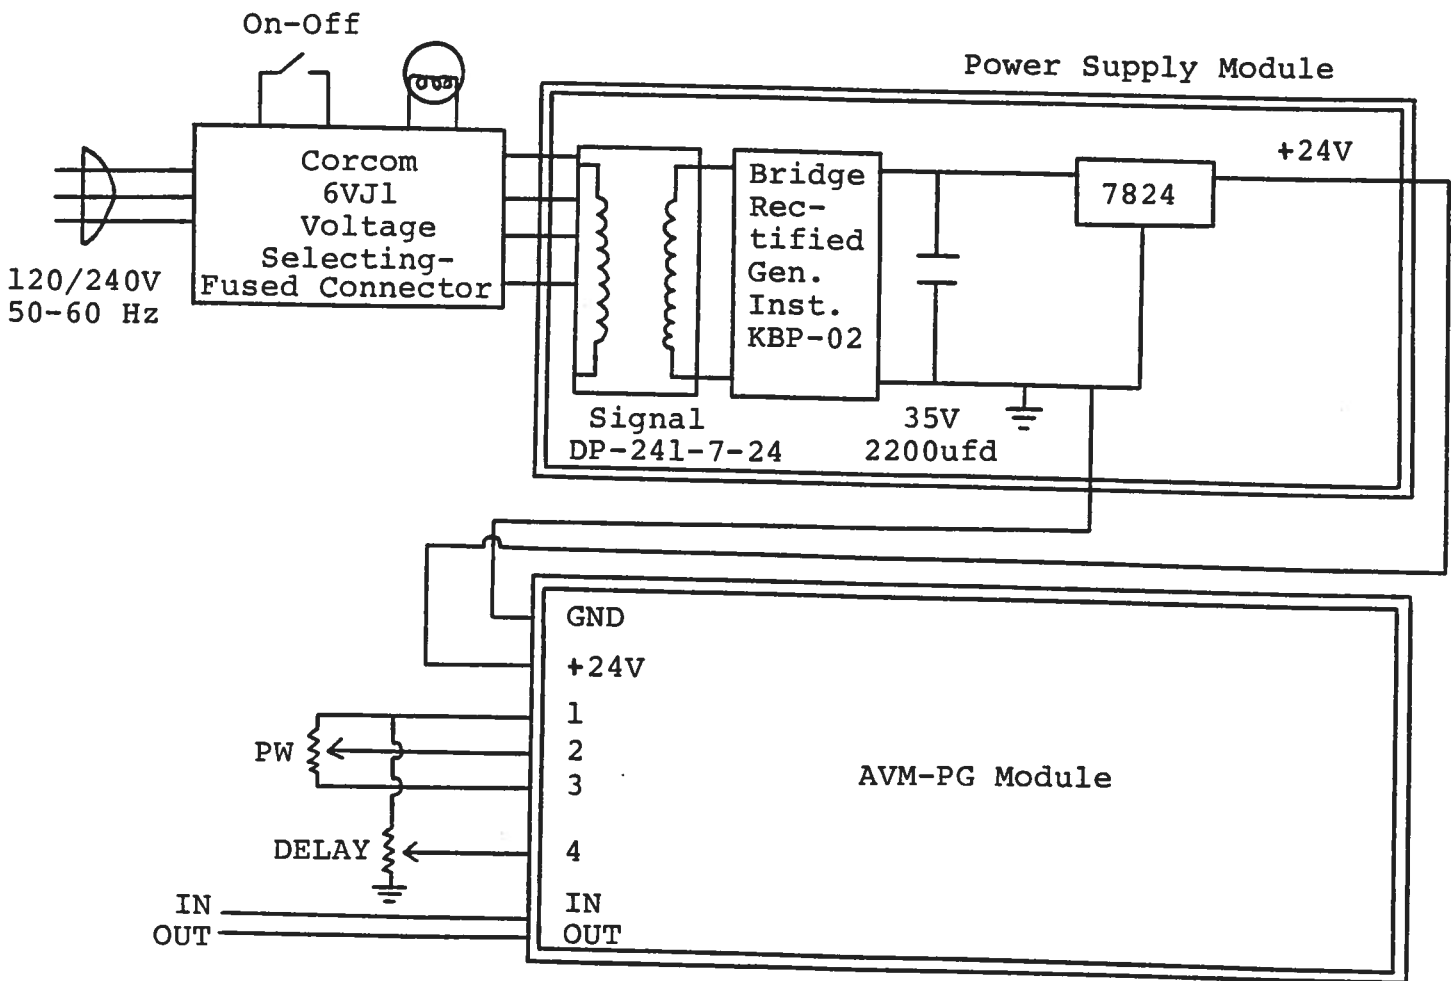 On-Off
Power Supply Module
Corcom
6VJ1
Voltage
Selecting-
Fused Connector
120/240V
50-60 Hz
Bridge
Rec-
tified
Gen.
Inst.
KBP-02
7824
+24V
Signal
DP-241-7-24
35V
2200ufd
GND
+24V
1
2
3
4
IN
OUT
PW
DELAY
IN
OUT
AVM-PG Module